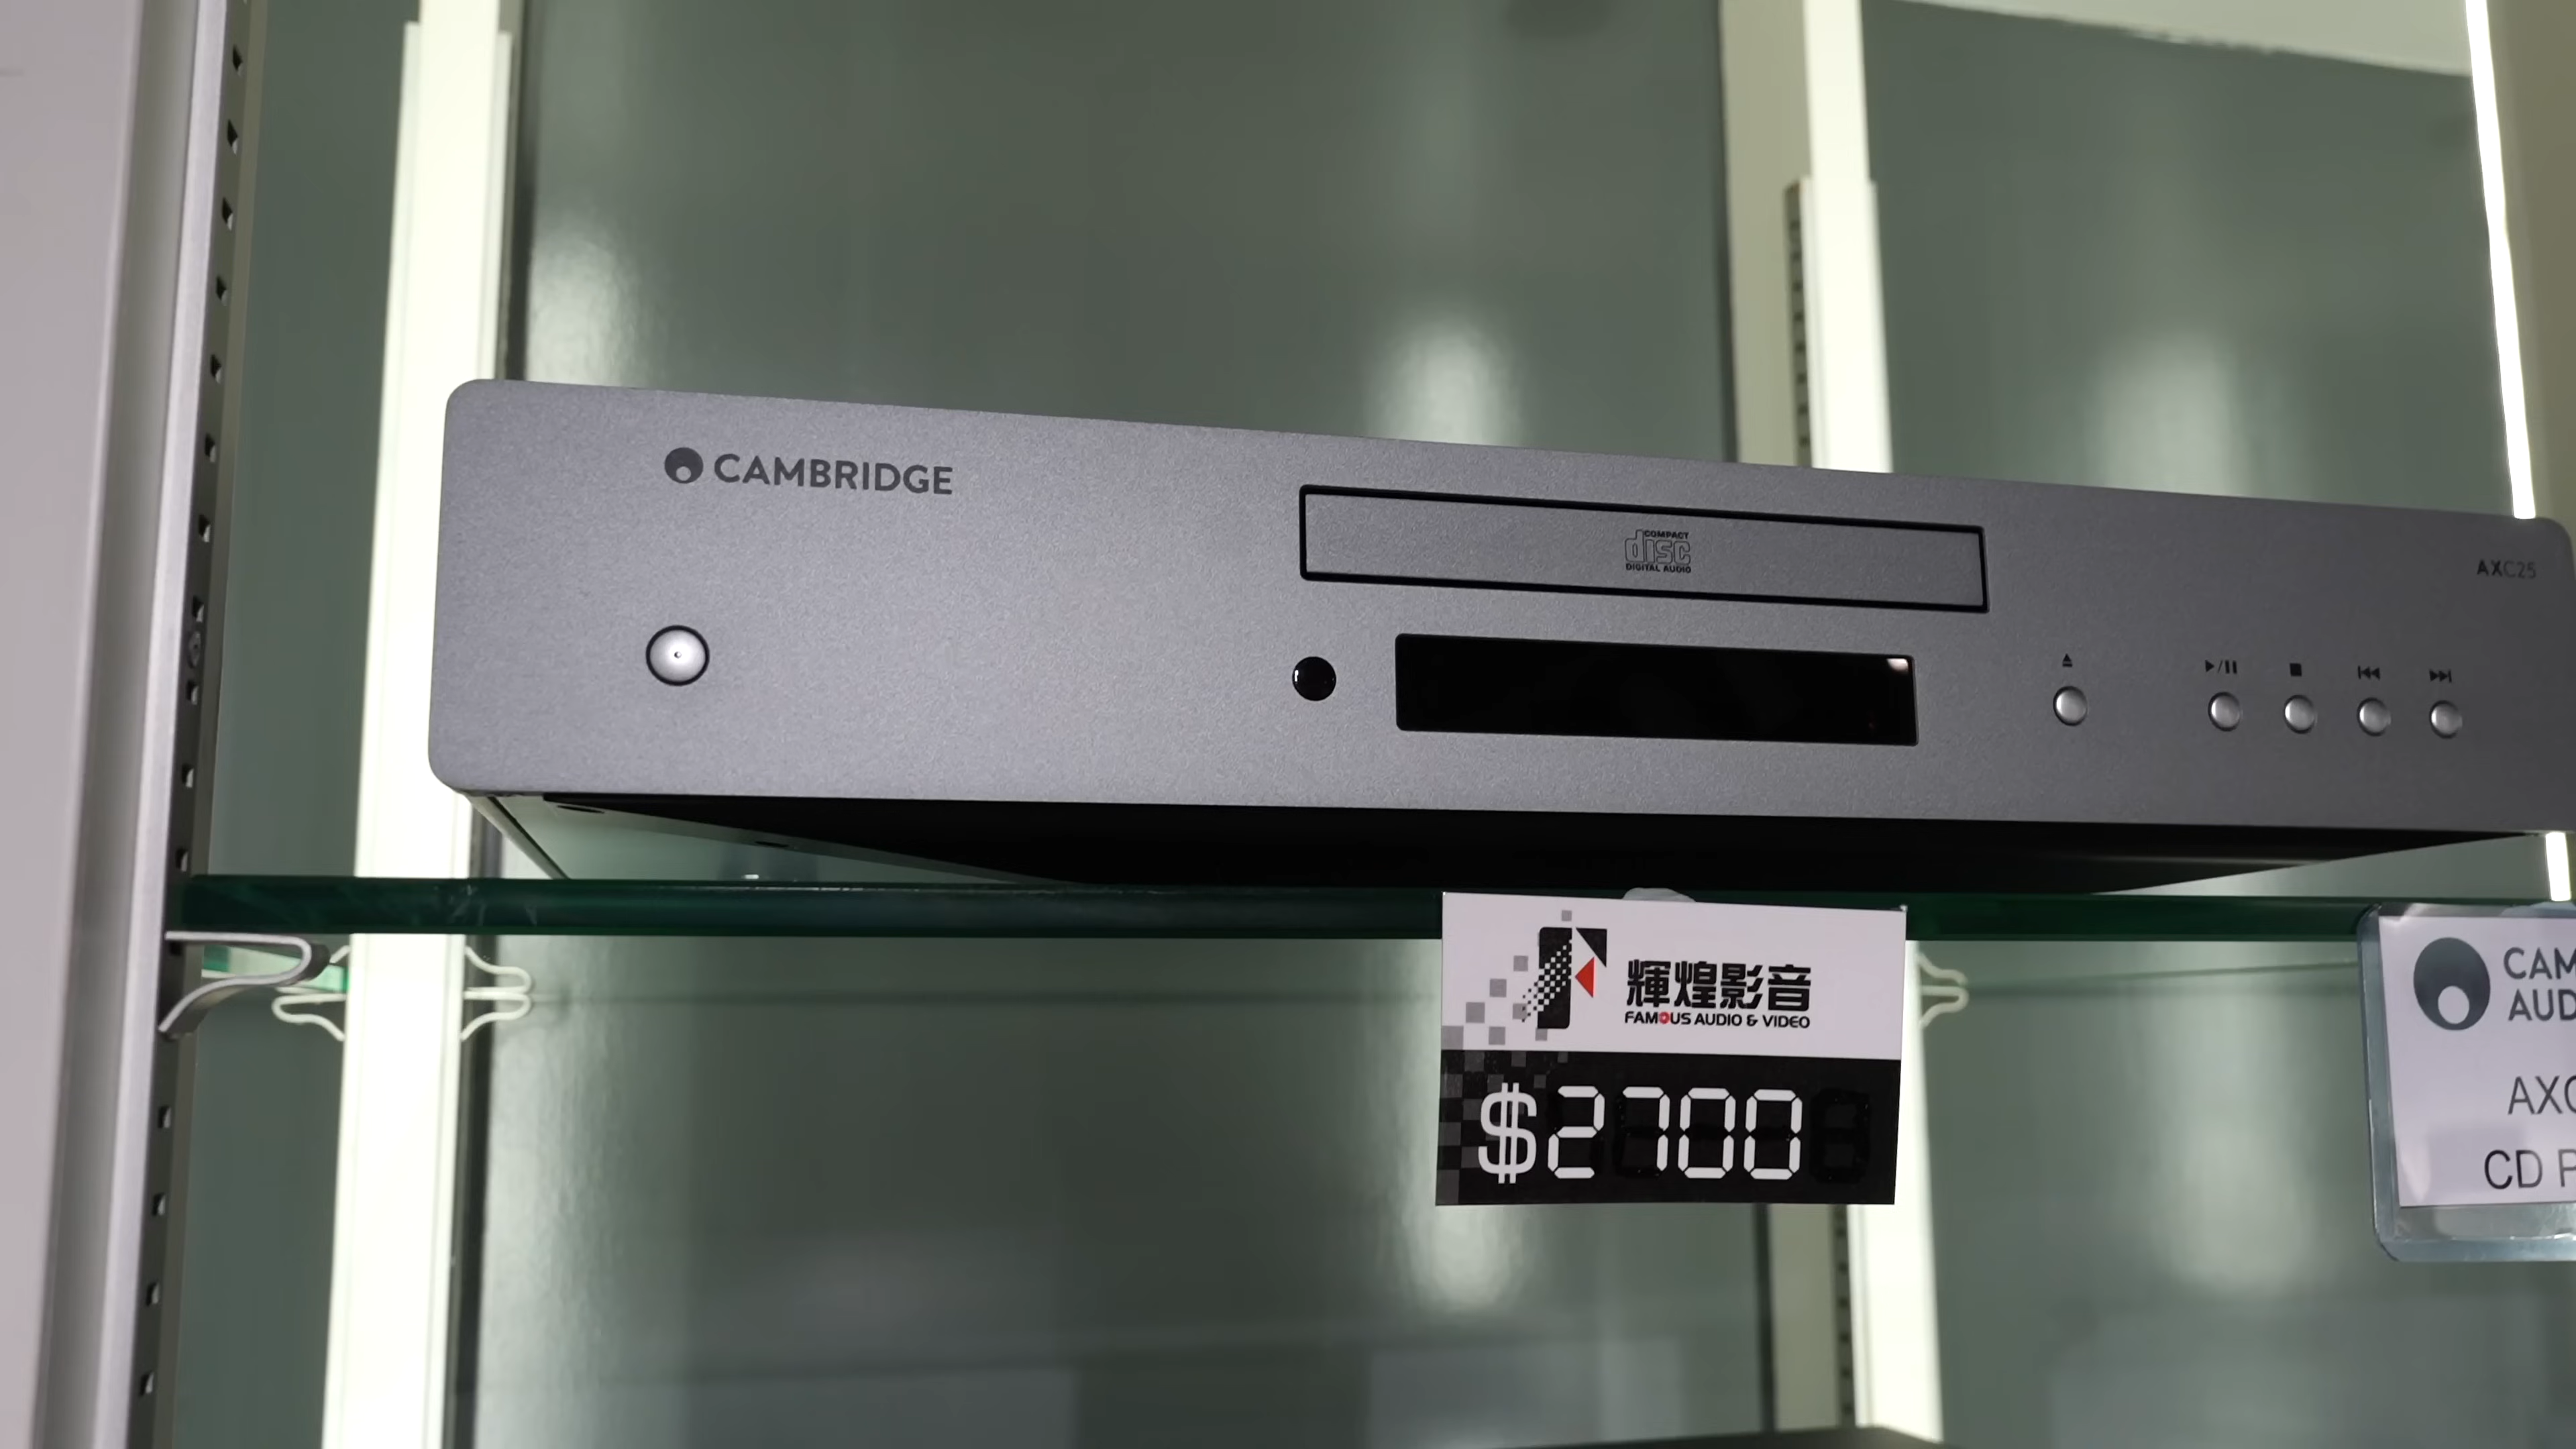 CAMBRIDGE
COMPACT
disc
DIGITAL AUDIO
AXC25
輝煌影音
FAMOUS AUDIO & VIDEO
$2700
CAM
AUD
AXC
CD P